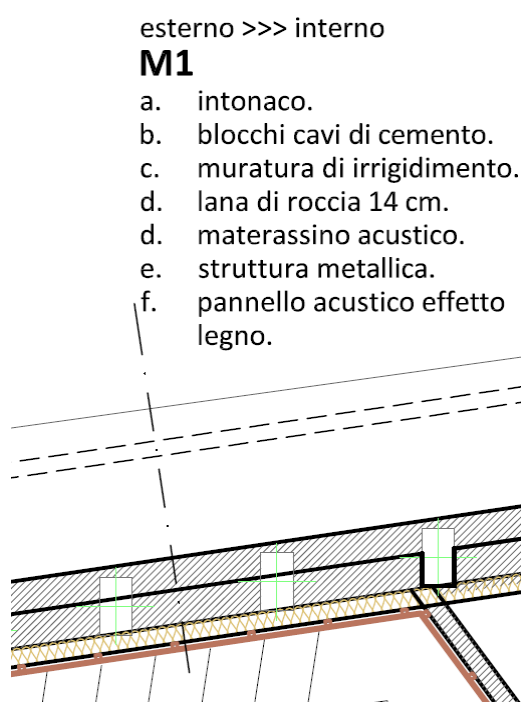 esterno >>> interno
M1
a. intonaco.
b. blocchi cavi di cemento.
c. muratura di irrigidimento.
d. lana di roccia 14 cm.
d. materassino acustico.
e. struttura metallica.
f. pannello acustico effetto
legno.